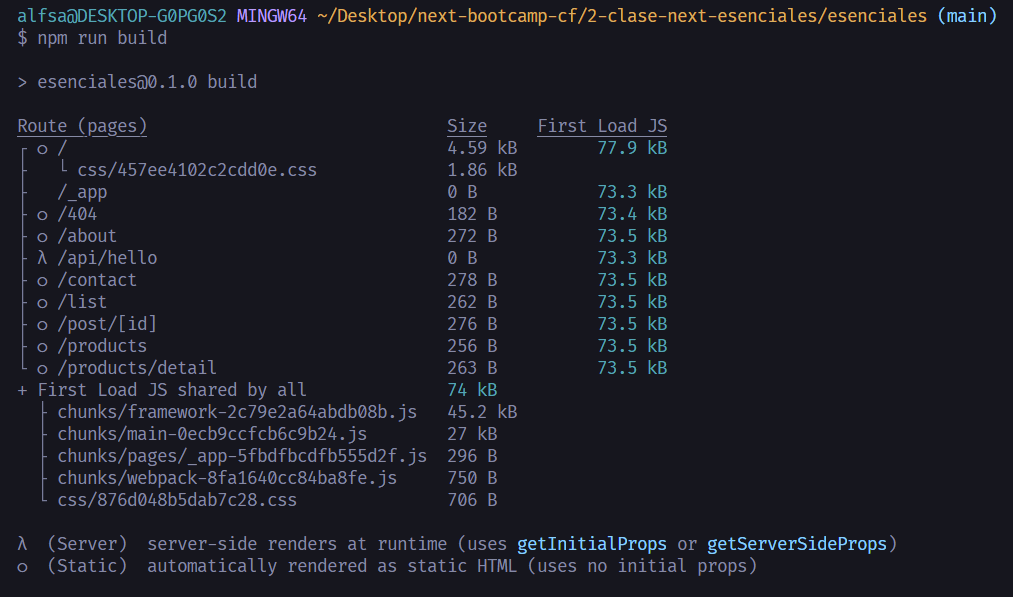 alfsa@DESKTOP-G0PG0S2 MINGW64 ~/Desktop/next-bootcamp-cf/2-clase-next-esenciales/esenciales (main)
$ npm run build
> esenciales@0.1.0 build
Route (pages) Size First Load JS
┌ ○ / 4.59 kB 77.9 kB
├   └ css/457ee4102c2cdd0e.css 1.86 kB
├   /_app 0 B 73.3 kB
├ ○ /404 182 B 73.4 kB
├ ○ /about 272 B 73.5 kB
├ λ /api/hello 0 B 73.3 kB
├ ○ /contact 278 B 73.5 kB
├ ○ /list 262 B 73.5 kB
├ ○ /post/[id] 276 B 73.5 kB
├ ○ /products 256 B 73.5 kB
└ ○ /products/detail 263 B 73.5 kB
+ First Load JS shared by all 74 kB
  ├ chunks/framework-2c79e2a64abdb08b.js 45.2 kB
  ├ chunks/main-0ecb9ccfcb6c9b24.js 27 kB
  ├ chunks/pages/_app-5fbdfbcdfb555d2f.js 296 B
  ├ chunks/webpack-8fa1640cc84ba8fe.js 750 B
  └ css/876d048b5dab7c28.css 706 B
λ (Server) server-side renders at runtime (uses getInitialProps or getServerSideProps)
○ (Static) automatically rendered as static HTML (uses no initial props)